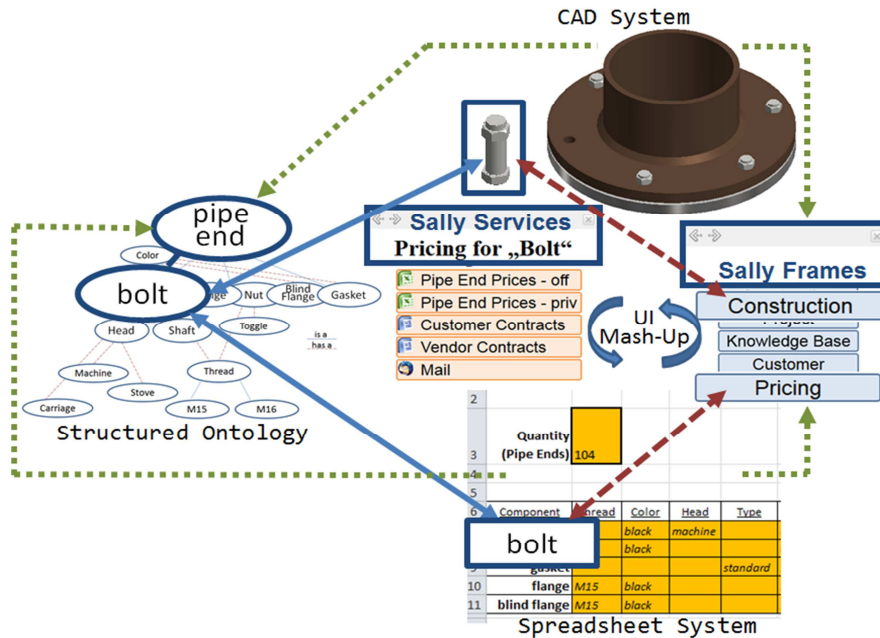 CAD System
pipe
end
Sally Services
Pricing for „Bolt“
Pipe End Prices - off
Pipe End Prices - priv
Customer Contracts
Vendor Contracts
Mail
UI
Mash-Up
Sally Frames
Construction
Knowledge Base
Customer
Pricing
Color
bolt
Nut
Blind
Flange
Gasket
Head
Shaft
Toggle
is a
has a
Machine
Thread
Stove
Carriage
M15
M16
Structured Ontology
2
Quantity
3 (Pipe Ends) 104
4
5
6 Component Color Head Type
bolt black machine
black
gasket standard
10 flange M15 black
11 blind flange M15 black
Spreadsheet System